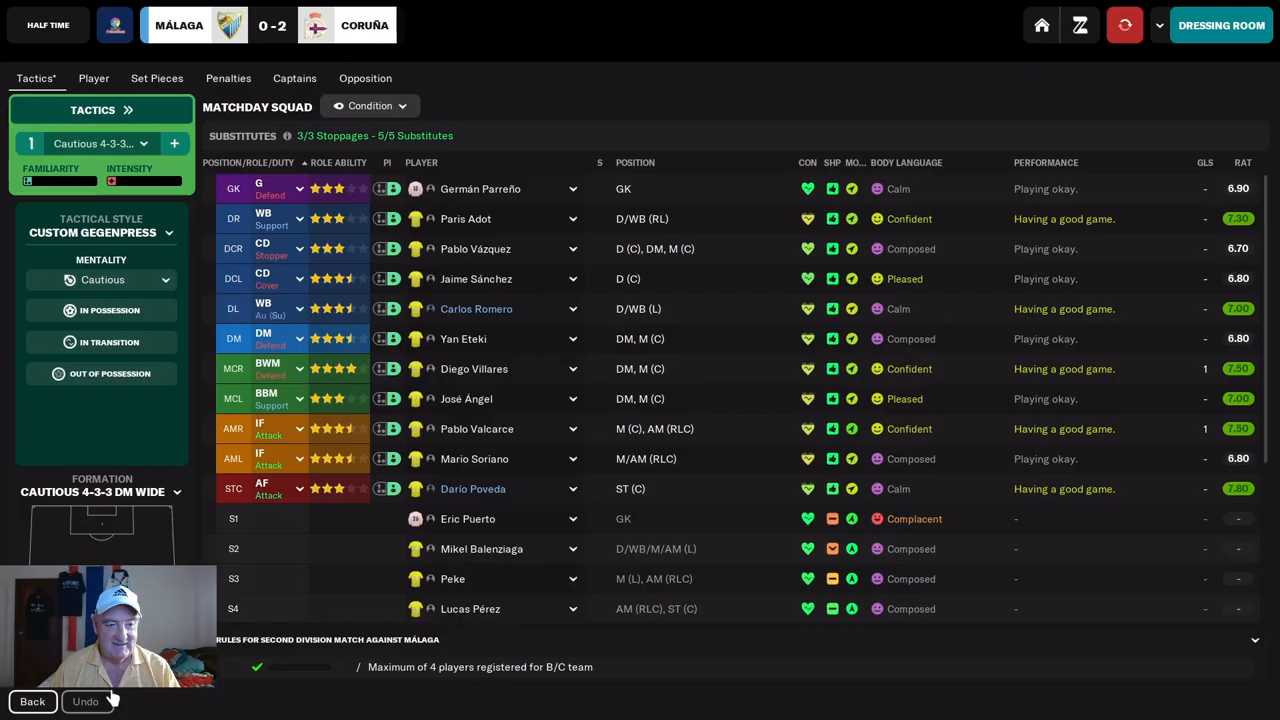 HALF TIME
MÁLAGA
0 - 2
CORUÑA
DRESSING ROOM
Tactics*
Player
Set Pieces
Penalties
Captains
Opposition
TACTICS
1 Cautious 4-3-3...
FAMILIARITY
INTENSITY
TACTICAL STYLE
CUSTOM GEGENPRESS
MENTALITY
Cautious
IN POSSESSION
IN TRANSITION
OUT OF POSSESSION
FORMATION
CAUTIOUS 4-3-3 DM WIDE
MATCHDAY SQUAD
Condition
SUBSTITUTES 3/3 Stoppages - 5/5 Substitutes
POSITION/ROLE/DUTY ROLE ABILITY PI PLAYER S POSITION CON SHP MO... BODY LANGUAGE PERFORMANCE GLS RAT
GK G Defend Germán Parreño GK Calm Playing okay. - 6.90
DR WB Support Paris Adot D/WB (RL) Confident Having a good game. - 7.30
DCR CD Stopper Pablo Vázquez D (C), DM, M (C) Composed Playing okay. - 6.70
DCL CD Cover Jaime Sánchez D (C) Pleased Playing okay. - 6.80
DL WB Au (Su) Carlos Romero D/WB (L) Calm Having a good game. - 7.00
DM DM Defend Yan Eteki DM, M (C) Composed Playing okay. - 6.80
MCR BWM Defend Diego Villares DM, M (C) Confident Having a good game. 1 7.50
MCL BBM Support José Ángel DM, M (C) Pleased Having a good game. - 7.00
AMR IF Attack Pablo Valcarce M (C), AM (RLC) Confident Having a good game. 1 7.50
AML IF Attack Mario Soriano M/AM (RLC) Composed Playing okay. - 6.80
STC AF Attack Darío Poveda ST (C) Calm Having a good game. - 7.80
S1 Eric Puerto GK Complacent - - -
S2 Mikel Balenziaga D/WB/M/AM (L) Composed - - -
S3 Peke M (L), AM (RLC) Composed - - -
S4 Lucas Pérez AM (RLC), ST (C) Composed - - -
RULES FOR SECOND DIVISION MATCH AGAINST MÁLAGA
/ Maximum of 4 players registered for B/C team
Back
Undo